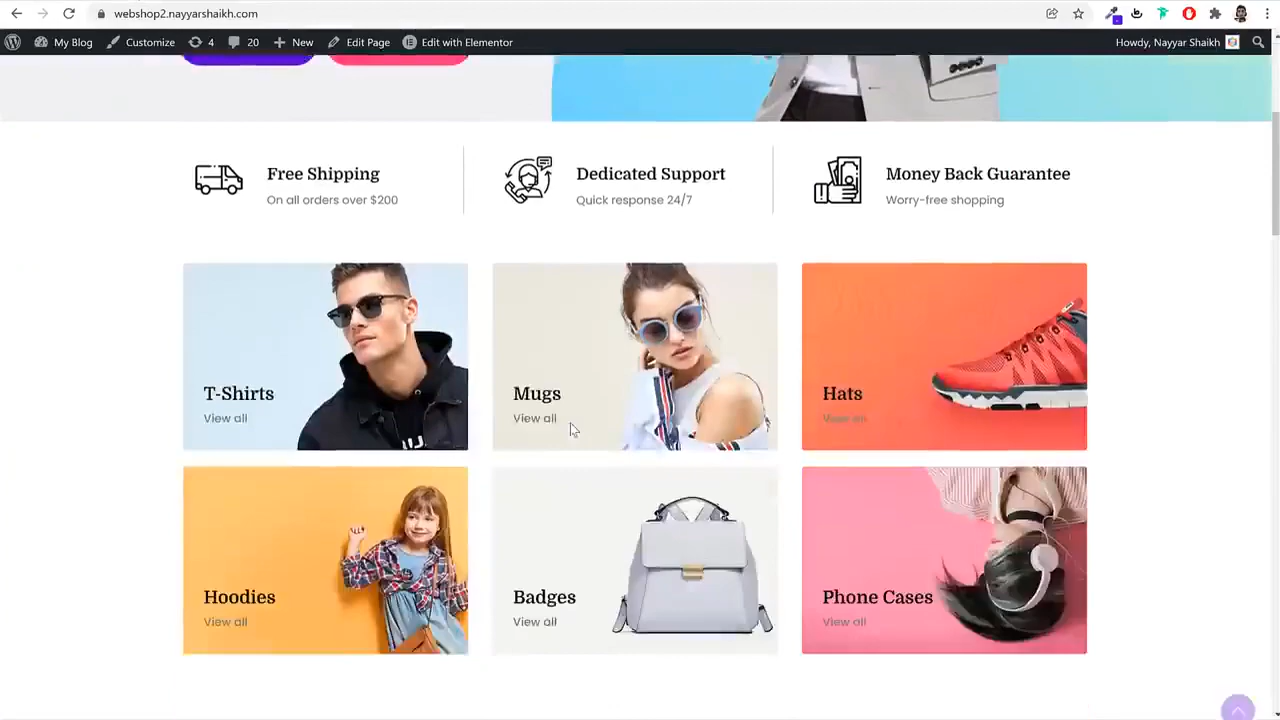 webshop2.nayyarshaikh.com
My Blog Customize 4 20 New Edit Page Edit with Elementor Howdy, Nayyar Shaikh
Free Shipping
On all orders over $200
Dedicated Support
Quick response 24/7
Money Back Guarantee
Worry-free shopping
T-Shirts
View all
Mugs
View all
Hats
View all
Hoodies
View all
Badges
View all
Phone Cases
View all